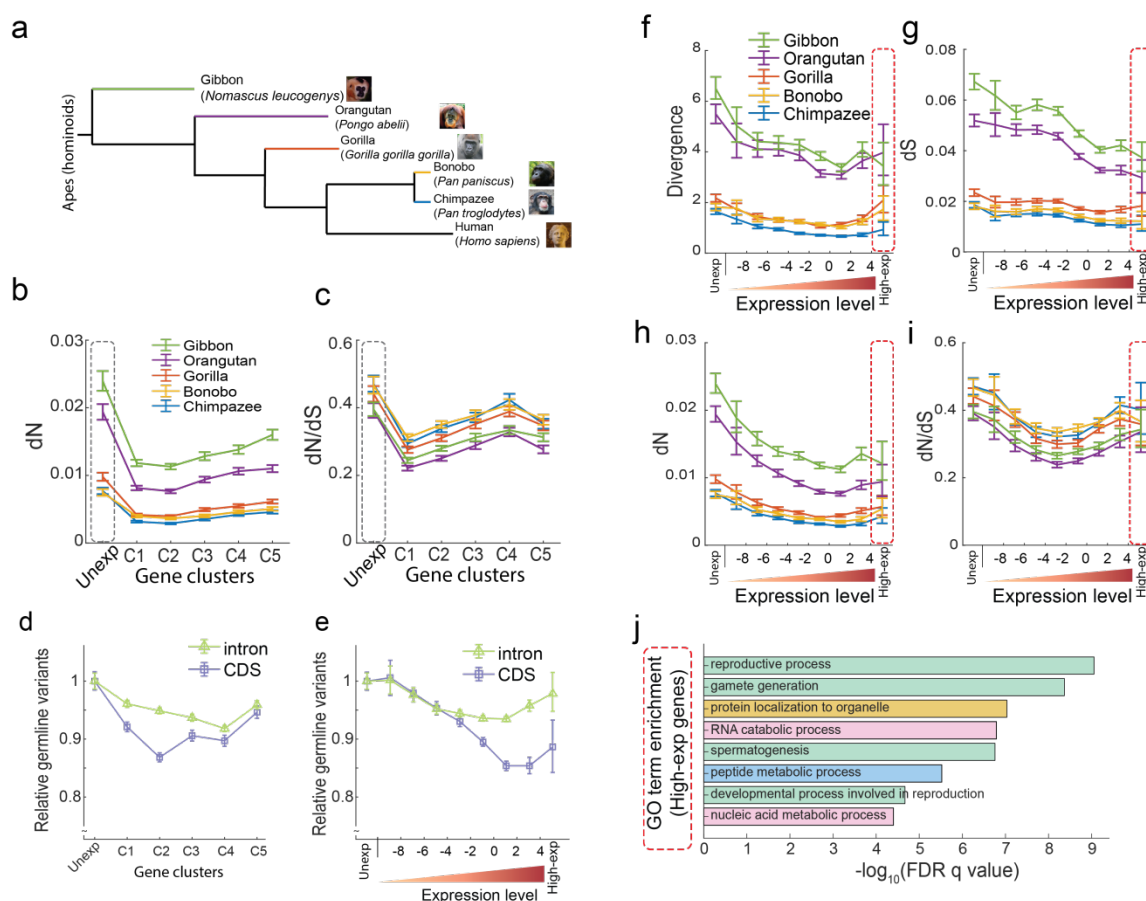 a
Apes (hominoids)
Gibbon
(Nomascus leucogenys)
Orangutan
(Pongo abelii)
Gorilla
(Gorilla gorilla gorilla)
Bonobo
(Pan paniscus)
Chimpazee
(Pan troglodytes)
Human
(Homo sapiens)
b
dN
0.03
0.02
0.01
0
Gibbon
Orangutan
Gorilla
Bonobo
Chimpazee
Unexp
C1
C2
C3
C4
C5
Gene clusters
c
dN/dS
0.6
0.4
0.2
0
Unexp
C1
C2
C3
C4
C5
Gene clusters
d
Relative germline variants
1
0.9
0.8
~
intron
CDS
Unexp
C1
C2
C3
C4
C5
Gene clusters
e
Relative germline variants
1
0.9
0.8
~
intron
CDS
Unexp
-8
-6
-4
-2
0
2
4
High-exp
Expression level
f
Divergence
6
4
2
0
Gibbon
Orangutan
Gorilla
Bonobo
Chimpazee
Unexp
-8
-6
-4
-2
0
2
4
High-exp
Expression level
g
dS
0.08
0.06
0.04
0.02
0
Unexp
-8
-6
-4
-2
0
2
4
High-exp
Expression level
h
dN
0.03
0.02
0.01
0
Unexp
-8
-6
-4
-2
0
2
4
High-exp
Expression level
i
dN/dS
0.6
0.4
0.2
0
Unexp
-8
-6
-4
-2
0
2
4
High-exp
Expression level
j
GO term enrichment
(High-exp genes)
reproductive process
gamete generation
protein localization to organelle
RNA catabolic process
spermatogenesis
peptide metabolic process
developmental process involved in reproduction
nucleic acid metabolic process
0 1 2 3 4 5 6 7 8 9
-log10(FDR q value)